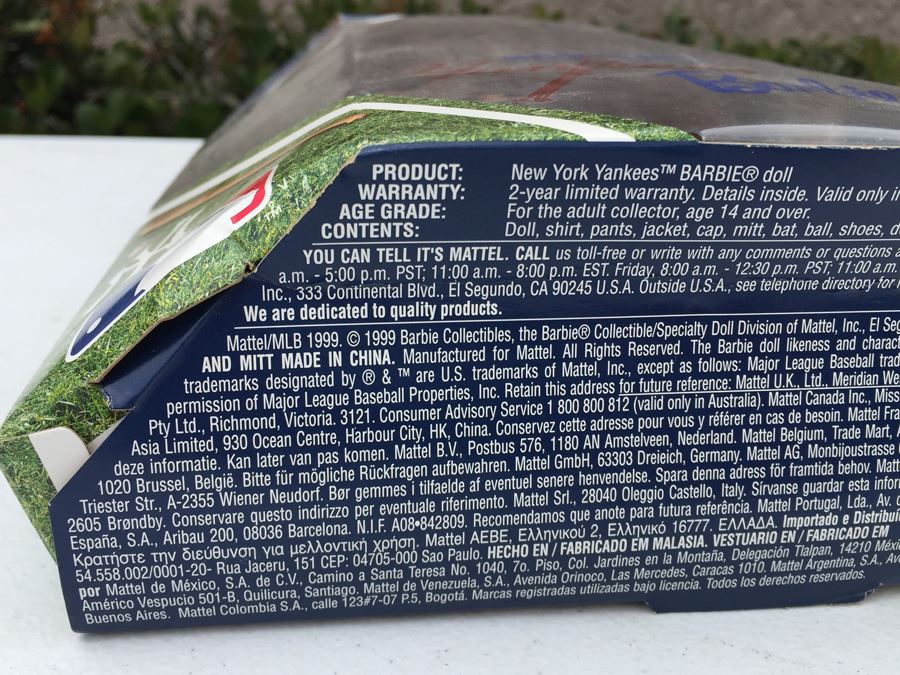 PRODUCT: New York Yankees™ BARBIE® doll
WARRANTY: 2-year limited warranty. Details inside. Valid only
AGE GRADE: For the adult collector, age 14 and over.
CONTENTS: Doll, shirt, pants, jacket, cap, mitt, bat, ball, shoes,
YOU CAN TELL IT'S MATTEL. CALL us toll-free or write with any comments or questions
a.m. - 5:00 p.m. PST; 11:00 a.m. - 8:00 p.m. EST. Friday, 8:00 a.m. - 12:30 p.m. PST; 11:00 a.m.
Inc., 333 Continental Blvd., El Segundo, CA 90245 U.S.A. Outside U.S.A., see telephone directory for
We are dedicated to quality products.
Mattel/MLB 1999. © 1999 Barbie Collectibles, the Barbie® Collectible/Specialty Doll Division of Mattel, Inc., El
AND MITT MADE IN CHINA. Manufactured for Mattel. All Rights Reserved. The Barbie doll likeness and
trademarks designated by ® & ™ are U.S. trademarks of Mattel, Inc., except as follows: Major League Baseball
permission of Major League Baseball Properties, Inc. Retain this address for future reference: Mattel U.K., Ltd., Meridian
Pty Ltd., Richmond, Victoria. 3121. Consumer Advisory Service 1 800 800 812 (valid only in Australia). Mattel Canada Inc.,
Asia Limited, 930 Ocean Centre, Harbour City, HK, China. Conservez cette adresse pour vous y référer en cas de besoin. Mattel
deze informatie. Kan later van pas komen. Mattel B.V., Postbus 576, 1180 AN Amstelveen, Nederland. Mattel Belgium, Trade Mart,
1020 Brussel, België. Bitte für mögliche Rückfragen aufbewahren. Mattel GmbH, 63303 Dreieich, Germany. Mattel AG, Monbijoustrasse
Triester Str., A-2355 Wiener Neudorf. Bør gemmes i tilfælde af eventuel senere henvendelse. Spara denna adress för framtida behov.
2605 Brøndby. Conservare questo indirizzo per eventuale riferimento. Mattel Srl., 28040 Oleggio Castello, Italy. Sírvanse guardar esta
España, S.A., Aribau 200, 08036 Barcelona. N.I.F. A08•842809. Recomendamos que anote para futura referência. Mattel Portugal, Lda., Av.
Κρατήστε την διεύθυνση για μελλοντική χρήση. Mattel AEBE, Ελληνικού 2, Ελληνικό 16777. ΕΛΛΑΔΑ. Importado e
54.558.002/0001-20- Rua Jaceru, 151 CEP: 04705-000 Sao Paulo. HECHO EN / FABRICADO EM MALASIA. VESTUARIO EN / FABRICADO EM
por Mattel de México, S.A. de C.V., Camino a Santa Teresa No. 1040, 7o. Piso, Col. Jardines en la Montaña, Delegación Tlalpan, 14210
Américo Vespucio 501-B, Quilicura, Santiago. Mattel de Venezuela, S.A., Avenida Orinoco, Las Mercedes, Caracas 1010. Mattel Argentina, S.A.,
Buenos Aires. Mattel Colombia S.A., calle 123#7-07 P.5, Bogotá. Marcas registradas utilizadas bajo licencia. Todos los derechos reservados.